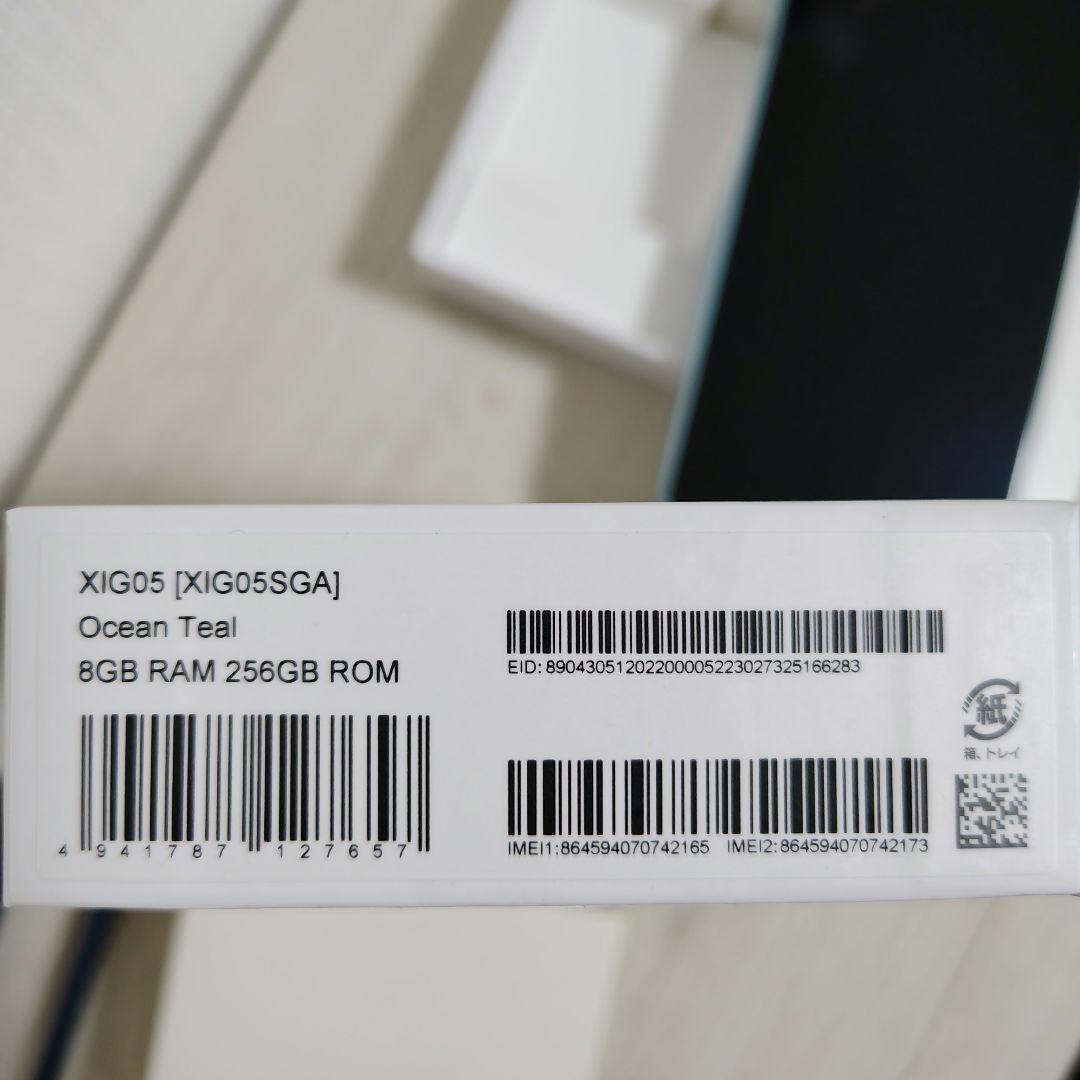 XIG05 [XIG05SGA]
Ocean Teal
8GB RAM 256GB ROM
4 941787 127657
EID: 89043051202200005223027325166283
IMEI1:864594070742165 IMEI2:864594070742173
紙
箱、トレイ